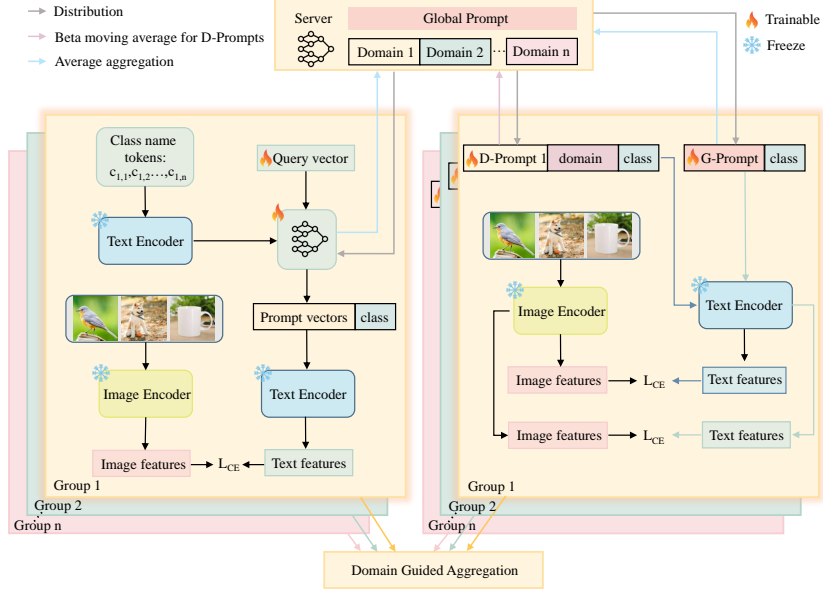 Distribution
Beta moving average for D-Prompts
Average aggregation
Server
Global Prompt
Domain 1
Domain 2
...
Domain n
Trainable
Freeze
Class name
tokens:
c1,1,c1,2…,c1,n
Query vector
Text Encoder
Prompt vectors
class
Image Encoder
Text Encoder
Image features
LCE
Text features
Group 1
Group 2
Group n
D-Prompt 1
domain
class
G-Prompt
class
Image Encoder
Text Encoder
Image features
LCE
Text features
Image features
LCE
Text features
Group 1
Group 2
Group n
Domain Guided Aggregation